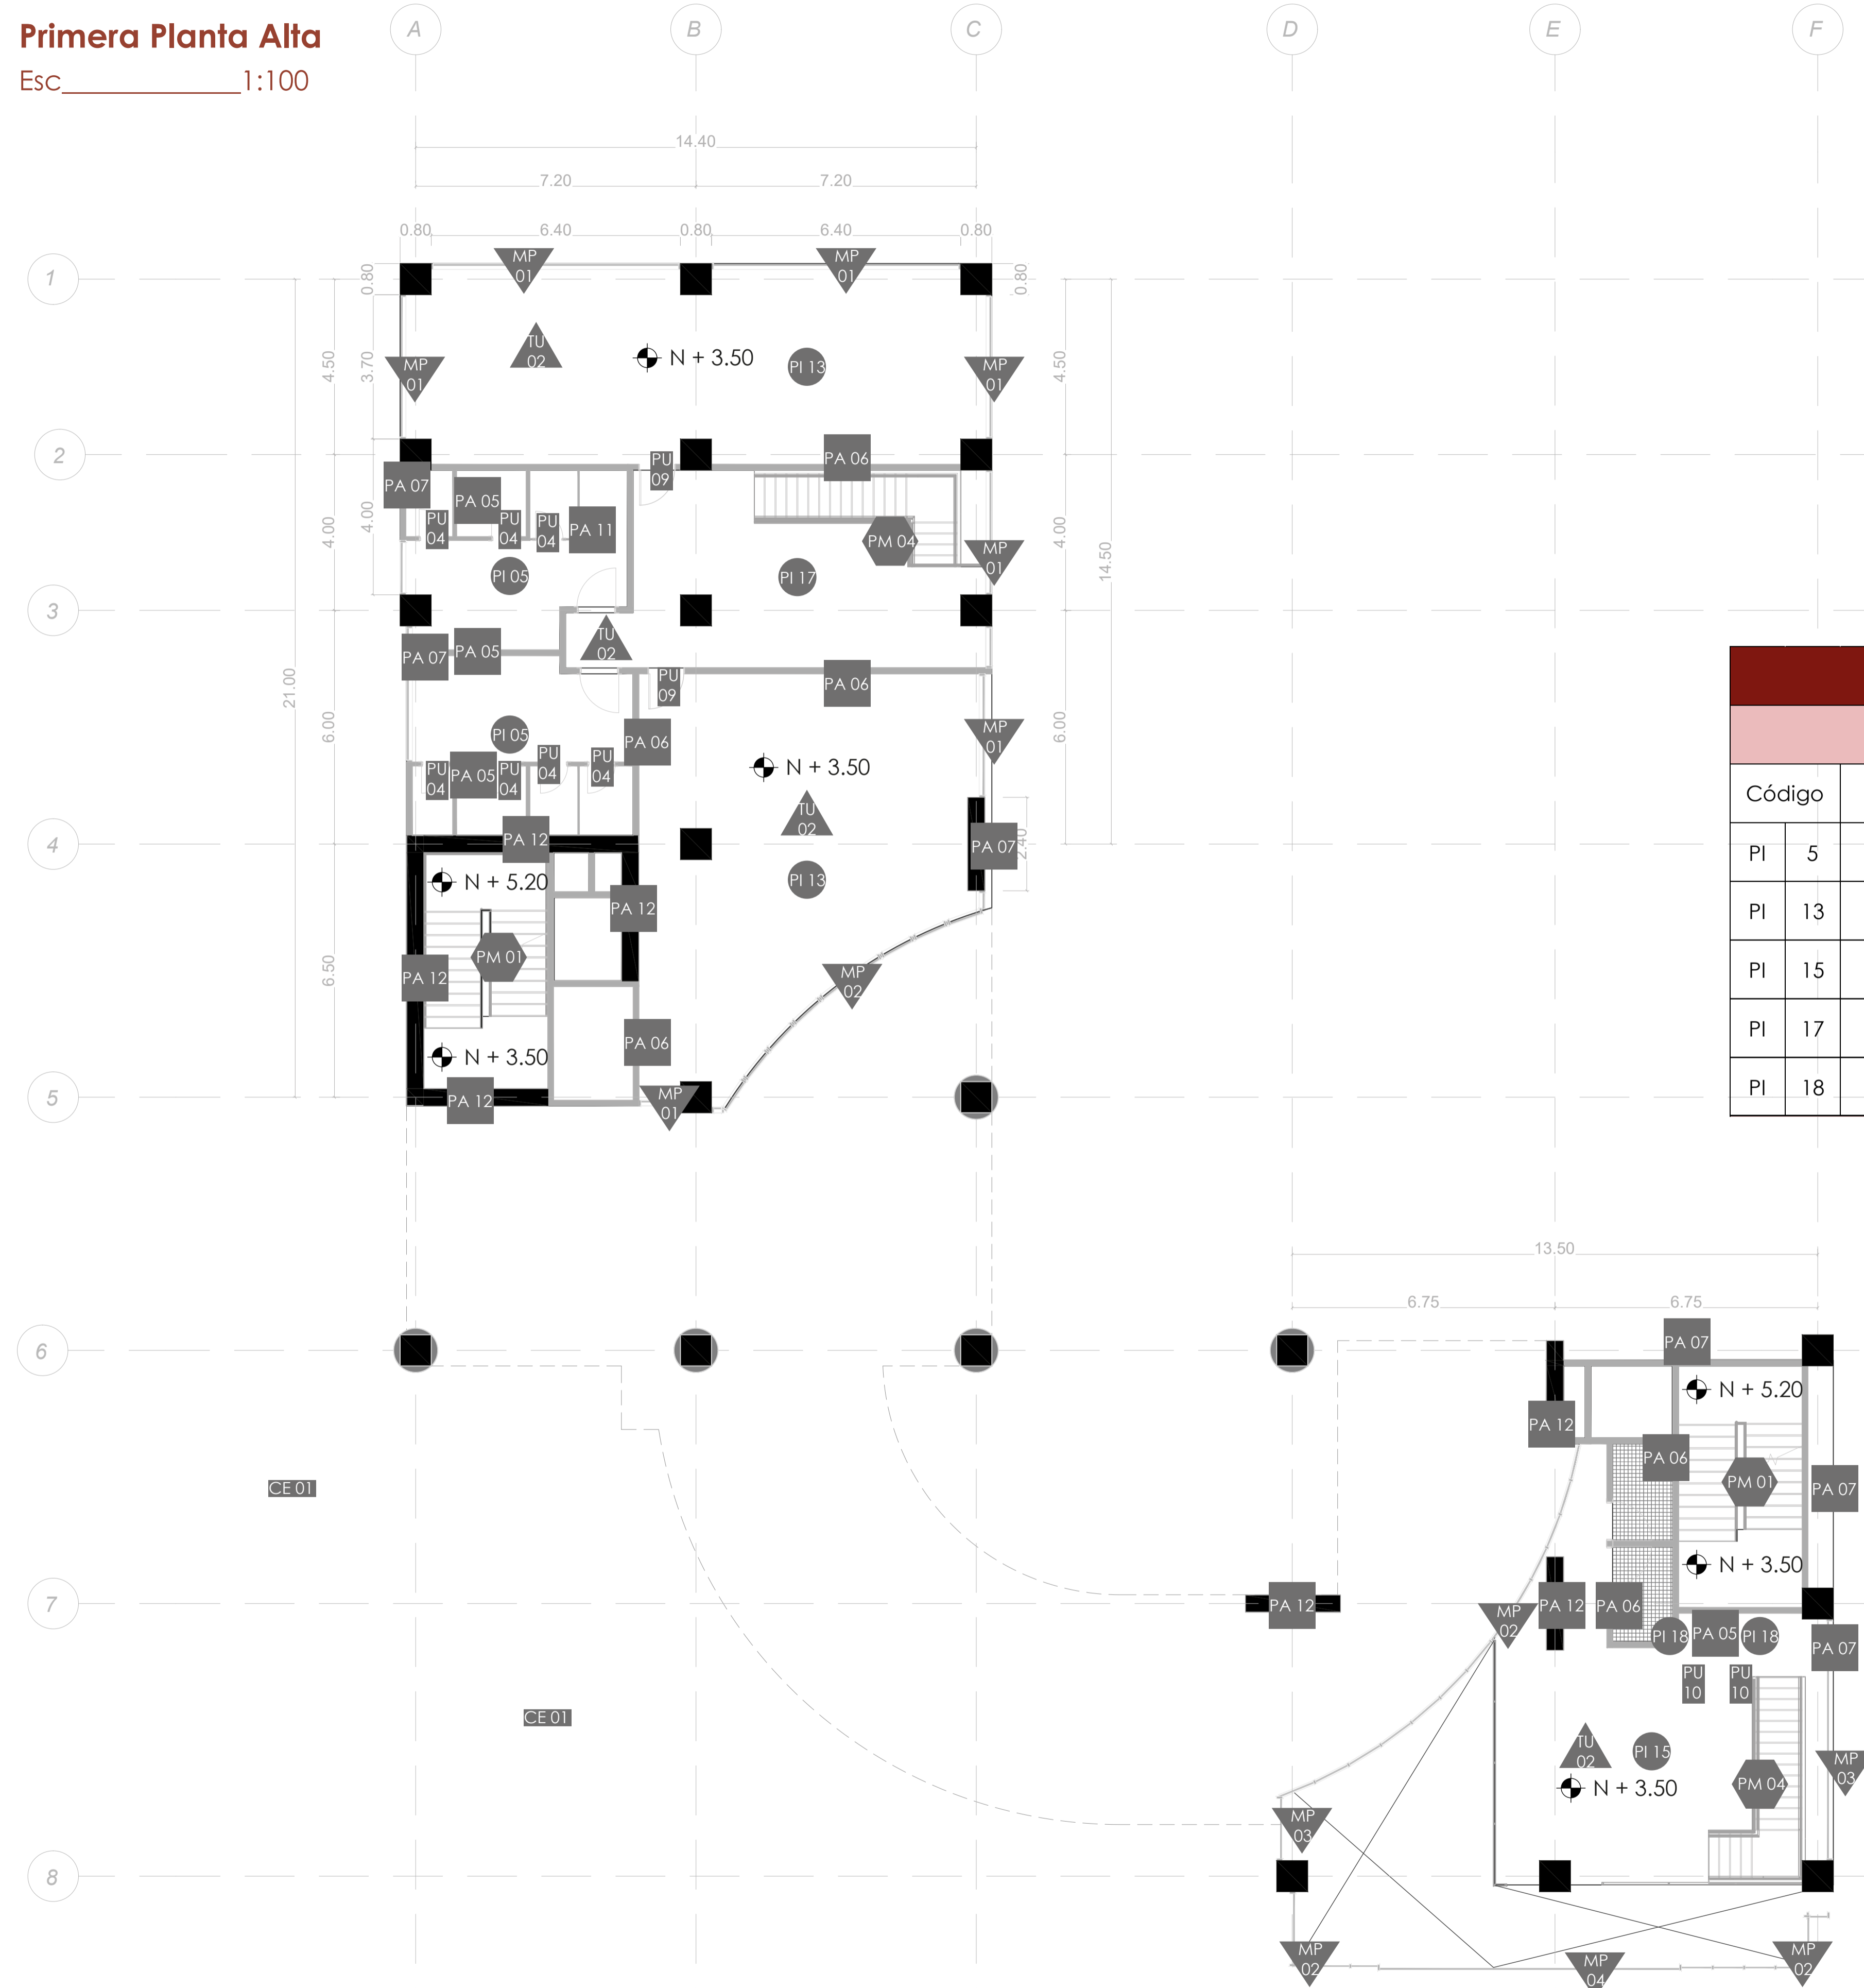 Primera Planta Alta
Esc____________1:100
A
B
C
D
E
F
14.40
7.20
7.20
0.80
6.40
0.80
6.40
0.80
MP
01
MP
01
1
0.80
0.80
TU
02
N + 3.50
PI 13
4.50
3.70
4.50
MP
01
MP
01
2
PU
09
PA 06
PA 07
PA 05
PU
04
PU
04
PU
04
PA 11
PM 04
4.00
4.00
4.00
14.50
MP
01
PI 05
PI 17
3
TU
02
PA 07
PA 05
PU
09
PA 06
21.00
6.00
6.00
PI 05
PA 06
MP
01
PU
04
PA 05
PU
04
PU
04
PU
04
N + 3.50
TU
02
4
PA 12
PA 07
2.40
N + 5.20
PI 13
PA 12
PM 01
PA 12
6.50
MP
02
N + 3.50
PA 06
5
PA 12
MP
01
Código
PI 5
PI 13
PI 15
PI 17
PI 18
13.50
6.75
6.75
6
PA 07
N + 5.20
PA 12
PA 06
PM 01
PA 07
CE 01
N + 3.50
7
PA 12
MP
02
PA 12
PA 06
PI 18
PA 05
PI 18
PA 07
PU
10
PU
10
CE 01
TU
02
PI 15
N + 3.50
PM 04
MP
03
MP
03
8
MP
02
MP
04
MP
02